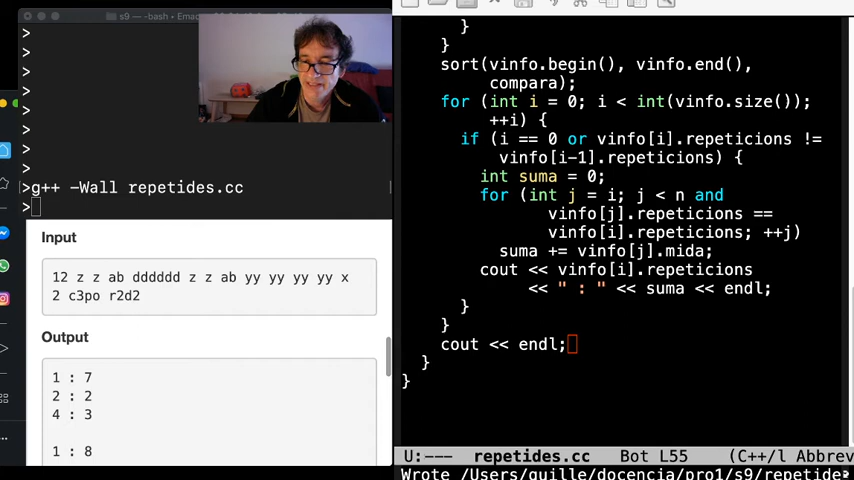 s9 — -bash — Emac
>
>
>
>
>
>
>
>
>g++ -Wall repetides.cc
>
Input
12 z z ab dddddd z z ab yy yy yy yy x
2 c3po r2d2
Output
1 : 7
2 : 2
4 : 3
1 : 8
}
}
sort(vinfo.begin(), vinfo.end(),
compara);
for (int i = 0; i < int(vinfo.size());
++i) {
if (i == 0 or vinfo[i].repeticions !=
vinfo[i-1].repeticions) {
int suma = 0;
for (int j = i; j < n and
vinfo[j].repeticions ==
vinfo[i].repeticions; ++j)
suma += vinfo[j].mida;
cout << vinfo[i].repeticions
<< " : " << suma << endl;
}
}
cout << endl;
}
}
U:--- repetides.cc Bot L55 (C++/l Abbrev
Wrote /Users/guille/docencia/pro1/s9/repetide